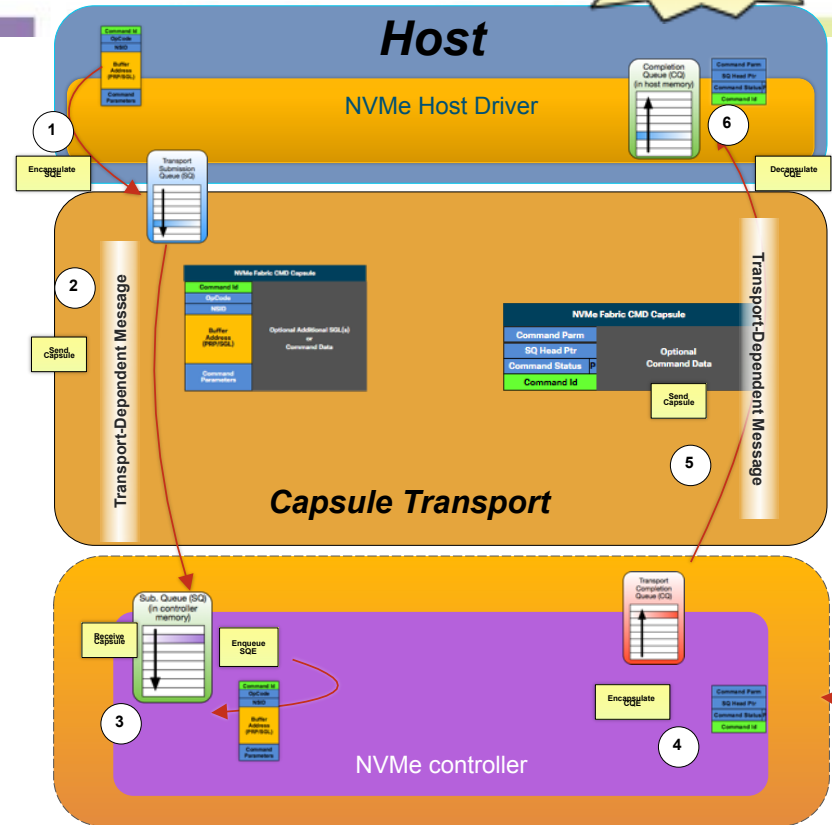 Host
Command Id
OpCode
NSID
Buffer
Address
(PRP/SGL)
Command
Parameters
NVMe Host Driver
Completion
Queue (CQ)
(in host memory)
Command Parm
SQ Head Ptr
Command Status P
Command Id
1
6
Encapsulate
SQE
Transport
Submission
Queue (SQ)
Decapsulate
CQE
2
Send
Capsule
Transport-Dependent Message
NVMe Fabric CMD Capsule
Command Id
OpCode
NSID
Buffer
Address
(PRP/SGL)
Command
Parameters
Optional Additional SGL(s)
or
Command Data
NVMe Fabric CMD Capsule
Command Parm
SQ Head Ptr
Command Status P
Command Id
Optional
Command Data
Send
Capsule
Transport-Dependent Message
5
Capsule Transport
Sub. Queue (SQ)
(in controller
memory)
Receive
Capsule
Enqueue
SQE
3
Command Id
OpCode
NSID
Buffer
Address
(PRP/SGL)
Command
Parameters
Transport
Completion
Queue (CQ)
Encapsulate
CQE
4
Command Parm
SQ Head Ptr
Command Status P
Command Id
NVMe controller